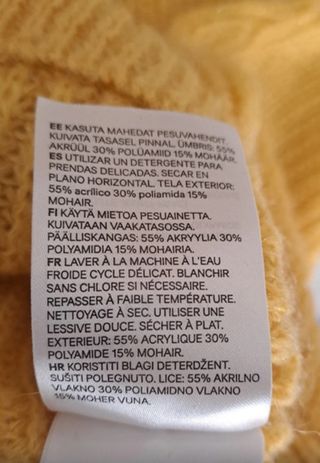 EE KASUTA MAHEDAT PESUVAHENDIT.
KUIVATA TASASEL PINNAL. ÜMBRIS: 55%
AKRÜÜL 30% POLÜAMIID 15% MOHÄÄR.
ES UTILIZAR UN DETERGENTE PARA
PRENDAS DELICADAS. SECAR EN
PLANO HORIZONTAL. TELA EXTERIOR:
55% acrílico 30% poliamida 15%
MOHAIR.
FI KÄYTÄ MIETOA PESUAINETTA.
KUIVATAAN VAAKATASOSSA.
PÄÄLLISKANGAS: 55% AKRYYLIA 30%
POLYAMIDIA 15% MOHAIRIA.
FR LAVER À LA MACHINE À L'EAU
FROIDE CYCLE DÉLICAT. BLANCHIR
SANS CHLORE SI NÉCESSAIRE.
REPASSER À FAIBLE TEMPÉRATURE.
NETTOYAGE À SEC. UTILISER UNE
LESSIVE DOUCE. SÉCHER À PLAT.
EXTERIEUR: 55% ACRYLIQUE 30%
POLYAMIDE 15% MOHAIR.
HR KORISTITI BLAGI DETERDŽENT.
SUŠITI POLEGNUTO. LICE: 55% AKRILNO
VLAKNO 30% POLIAMIDNO VLAKNO
15% MOHER VUNA.